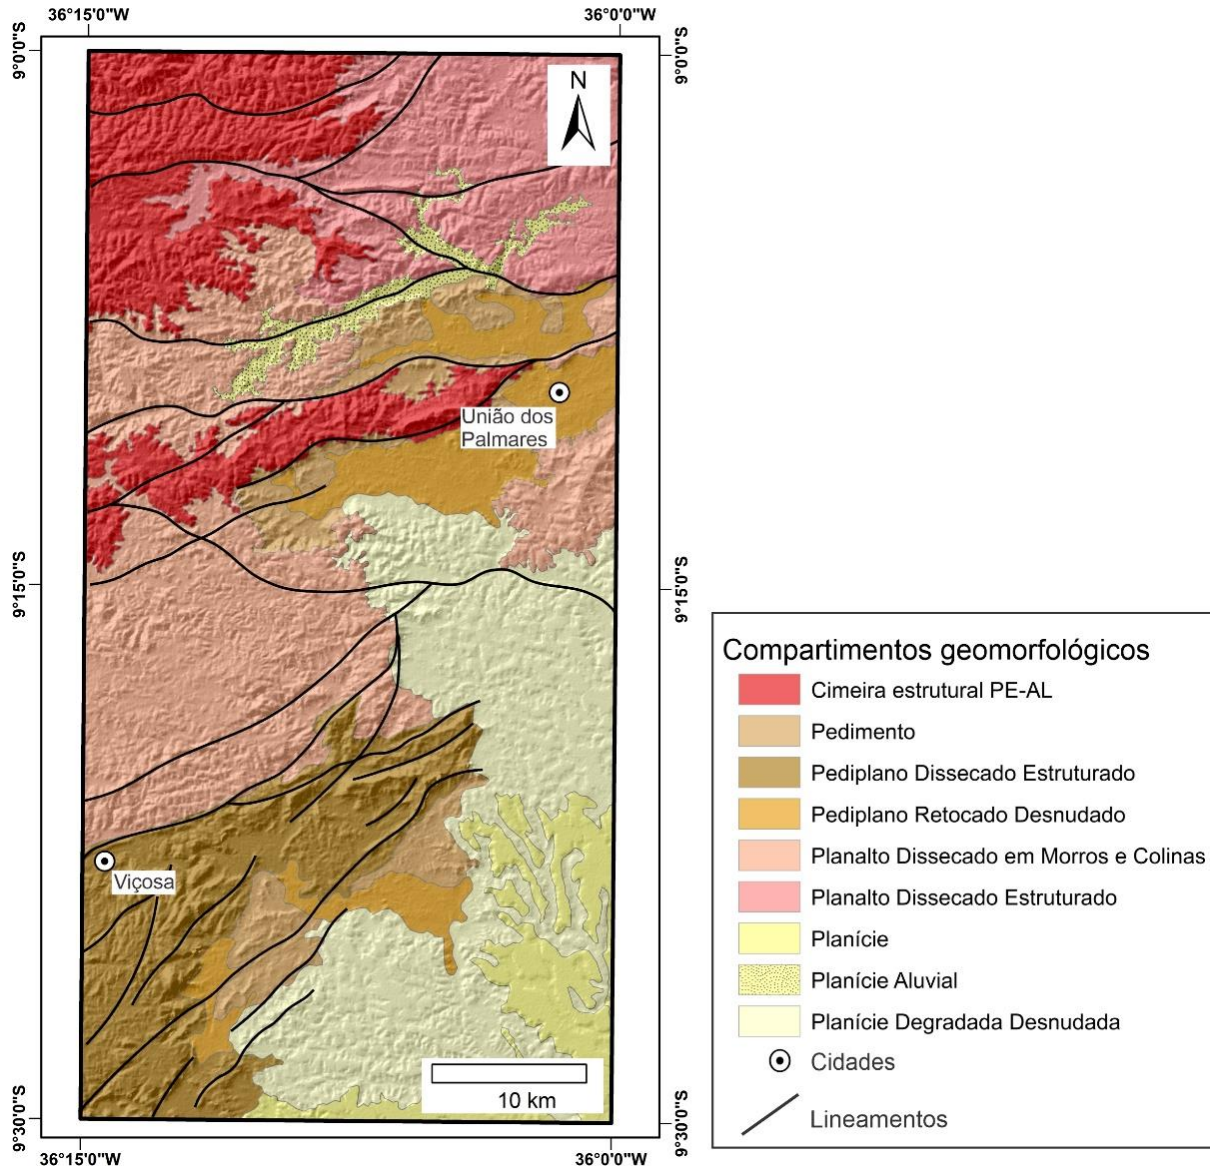 36°15'0"W
36°0'0"W
9°0'0"S
9°0'0"S
N
União dos
Palmares
9°15'0"S
9°15'0"S
Viçosa
10 km
9°30'0"S
9°30'0"S
36°15'0"W
36°0'0"W
Compartimentos geomorfológicos
Cimeira estrutural PE-AL
Pedimento
Pediplano Dissecado Estruturado
Pediplano Retocado Desnudado
Planalto Dissecado em Morros e Colinas
Planalto Dissecado Estruturado
Planície
Planície Aluvial
Planície Degradada Desnudada
Cidades
Lineamentos